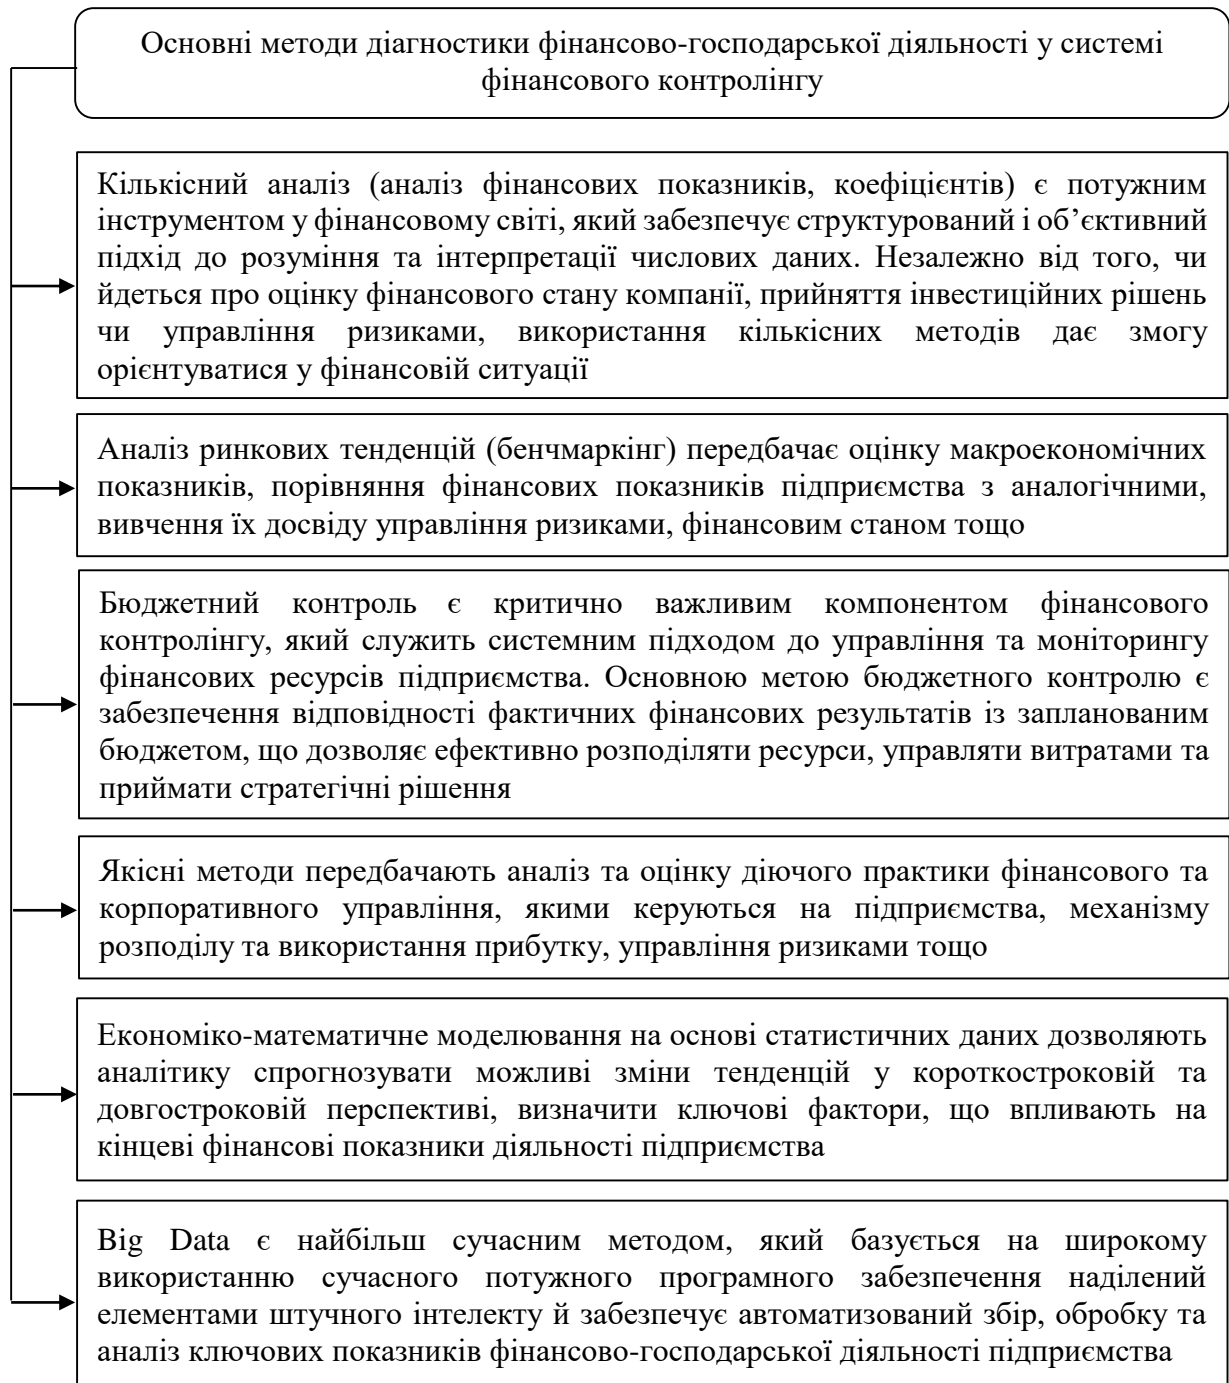 Основні методи діагностики фінансово-господарської діяльності у системі
фінансового контролінгу
Кількісний аналіз (аналіз фінансових показників, коефіцієнтів) є потужним
інструментом у фінансовому світі, який забезпечує структурований і об’єктивний
підхід до розуміння та інтерпретації числових даних. Незалежно від того, чи
йдеться про оцінку фінансового стану компанії, прийняття інвестиційних рішень
чи управління ризиками, використання кількісних методів дає змогу
орієнтуватися у фінансовій ситуації
Аналіз ринкових тенденцій (бенчмаркінг) передбачає оцінку макроекономічних
показників, порівняння фінансових показників підприємства з аналогічними,
вивчення їх досвіду управління ризиками, фінансовим станом тощо
Бюджетний контроль є критично важливим компонентом фінансового
контролінгу, який служить системним підходом до управління та моніторингу
фінансових ресурсів підприємства. Основною метою бюджетного контролю є
забезпечення відповідності фактичних фінансових результатів із запланованим
бюджетом, що дозволяє ефективно розподіляти ресурси, управляти витратами та
приймати стратегічні рішення
Якісні методи передбачають аналіз та оцінку діючого практики фінансового та
корпоративного управління, якими керуються на підприємства, механізму
розподілу та використання прибутку, управління ризиками тощо
Економіко-математичне моделювання на основі статистичних даних дозволяють
аналітику спрогнозувати можливі зміни тенденцій у короткостроковій та
довгостроковій перспективі, визначити ключові фактори, що впливають на
кінцеві фінансові показники діяльності підприємства
Big Data є найбільш сучасним методом, який базується на широкому
використанню сучасного потужного програмного забезпечення наділений
елементами штучного інтелекту й забезпечує автоматизований збір, обробку та
аналіз ключових показників фінансово-господарської діяльності підприємства